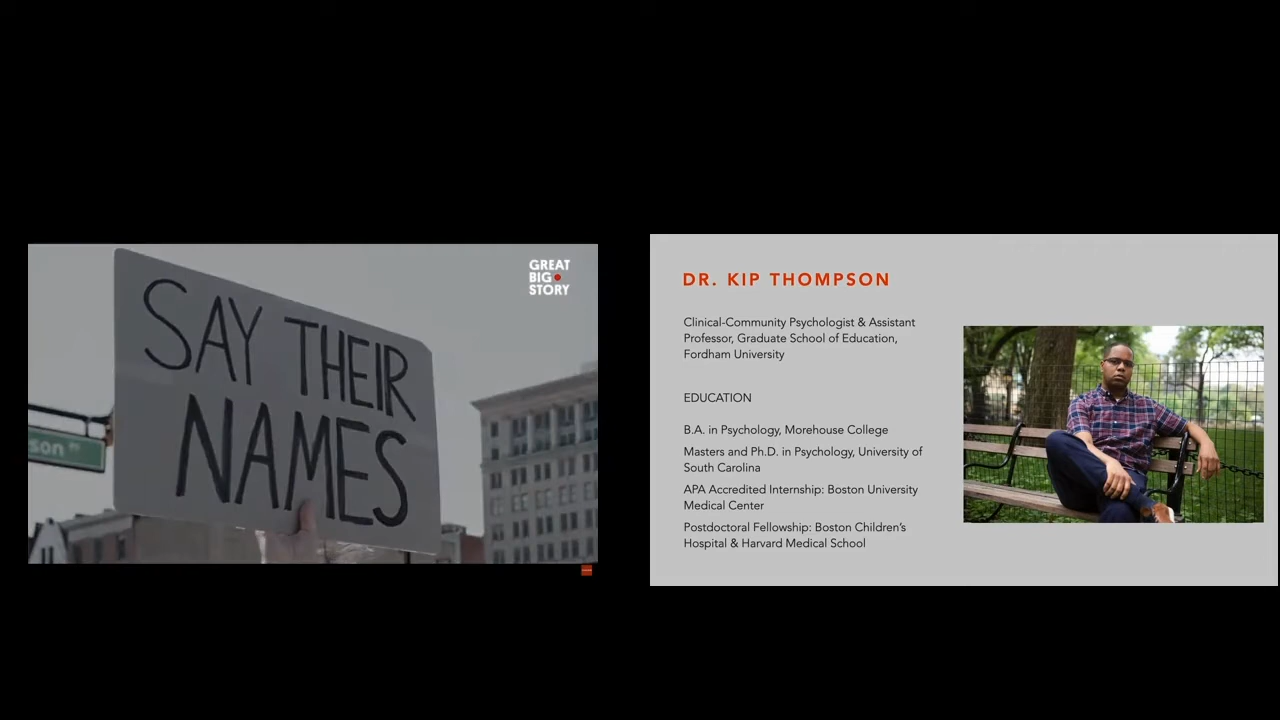 GREAT
BIG
STORY
SAY THEIR
NAMES
son
DR. KIP THOMPSON
Clinical-Community Psychologist & Assistant
Professor, Graduate School of Education,
Fordham University
EDUCATION
B.A. in Psychology, Morehouse College
Masters and Ph.D. in Psychology, University of
South Carolina
APA Accredited Internship: Boston University
Medical Center
Postdoctoral Fellowship: Boston Children's
Hospital & Harvard Medical School